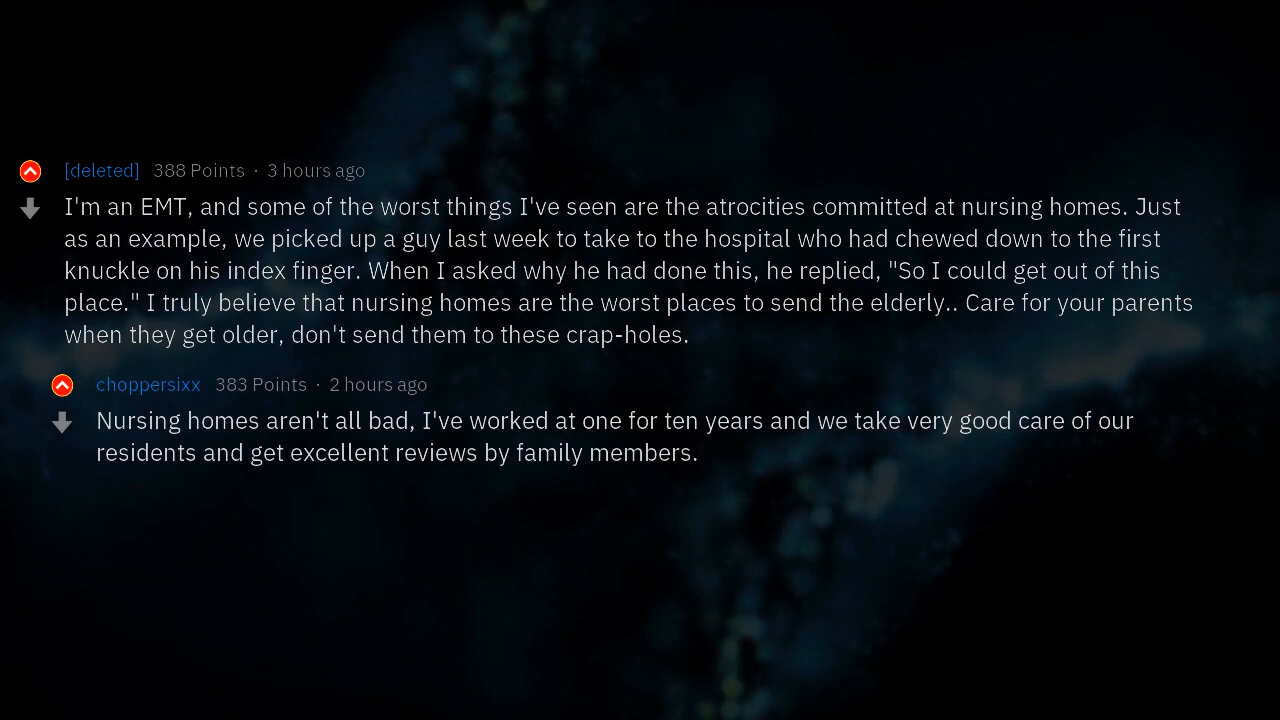 [deleted] 388 Points · 3 hours ago
I'm an EMT, and some of the worst things I've seen are the atrocities committed at nursing homes. Just
as an example, we picked up a guy last week to take to the hospital who had chewed down to the first
knuckle on his index finger. When I asked why he had done this, he replied, "So I could get out of this
place." I truly believe that nursing homes are the worst places to send the elderly.. Care for your parents
when they get older, don't send them to these crap-holes.
choppersixx 383 Points · 2 hours ago
Nursing homes aren't all bad, I've worked at one for ten years and we take very good care of our
residents and get excellent reviews by family members.